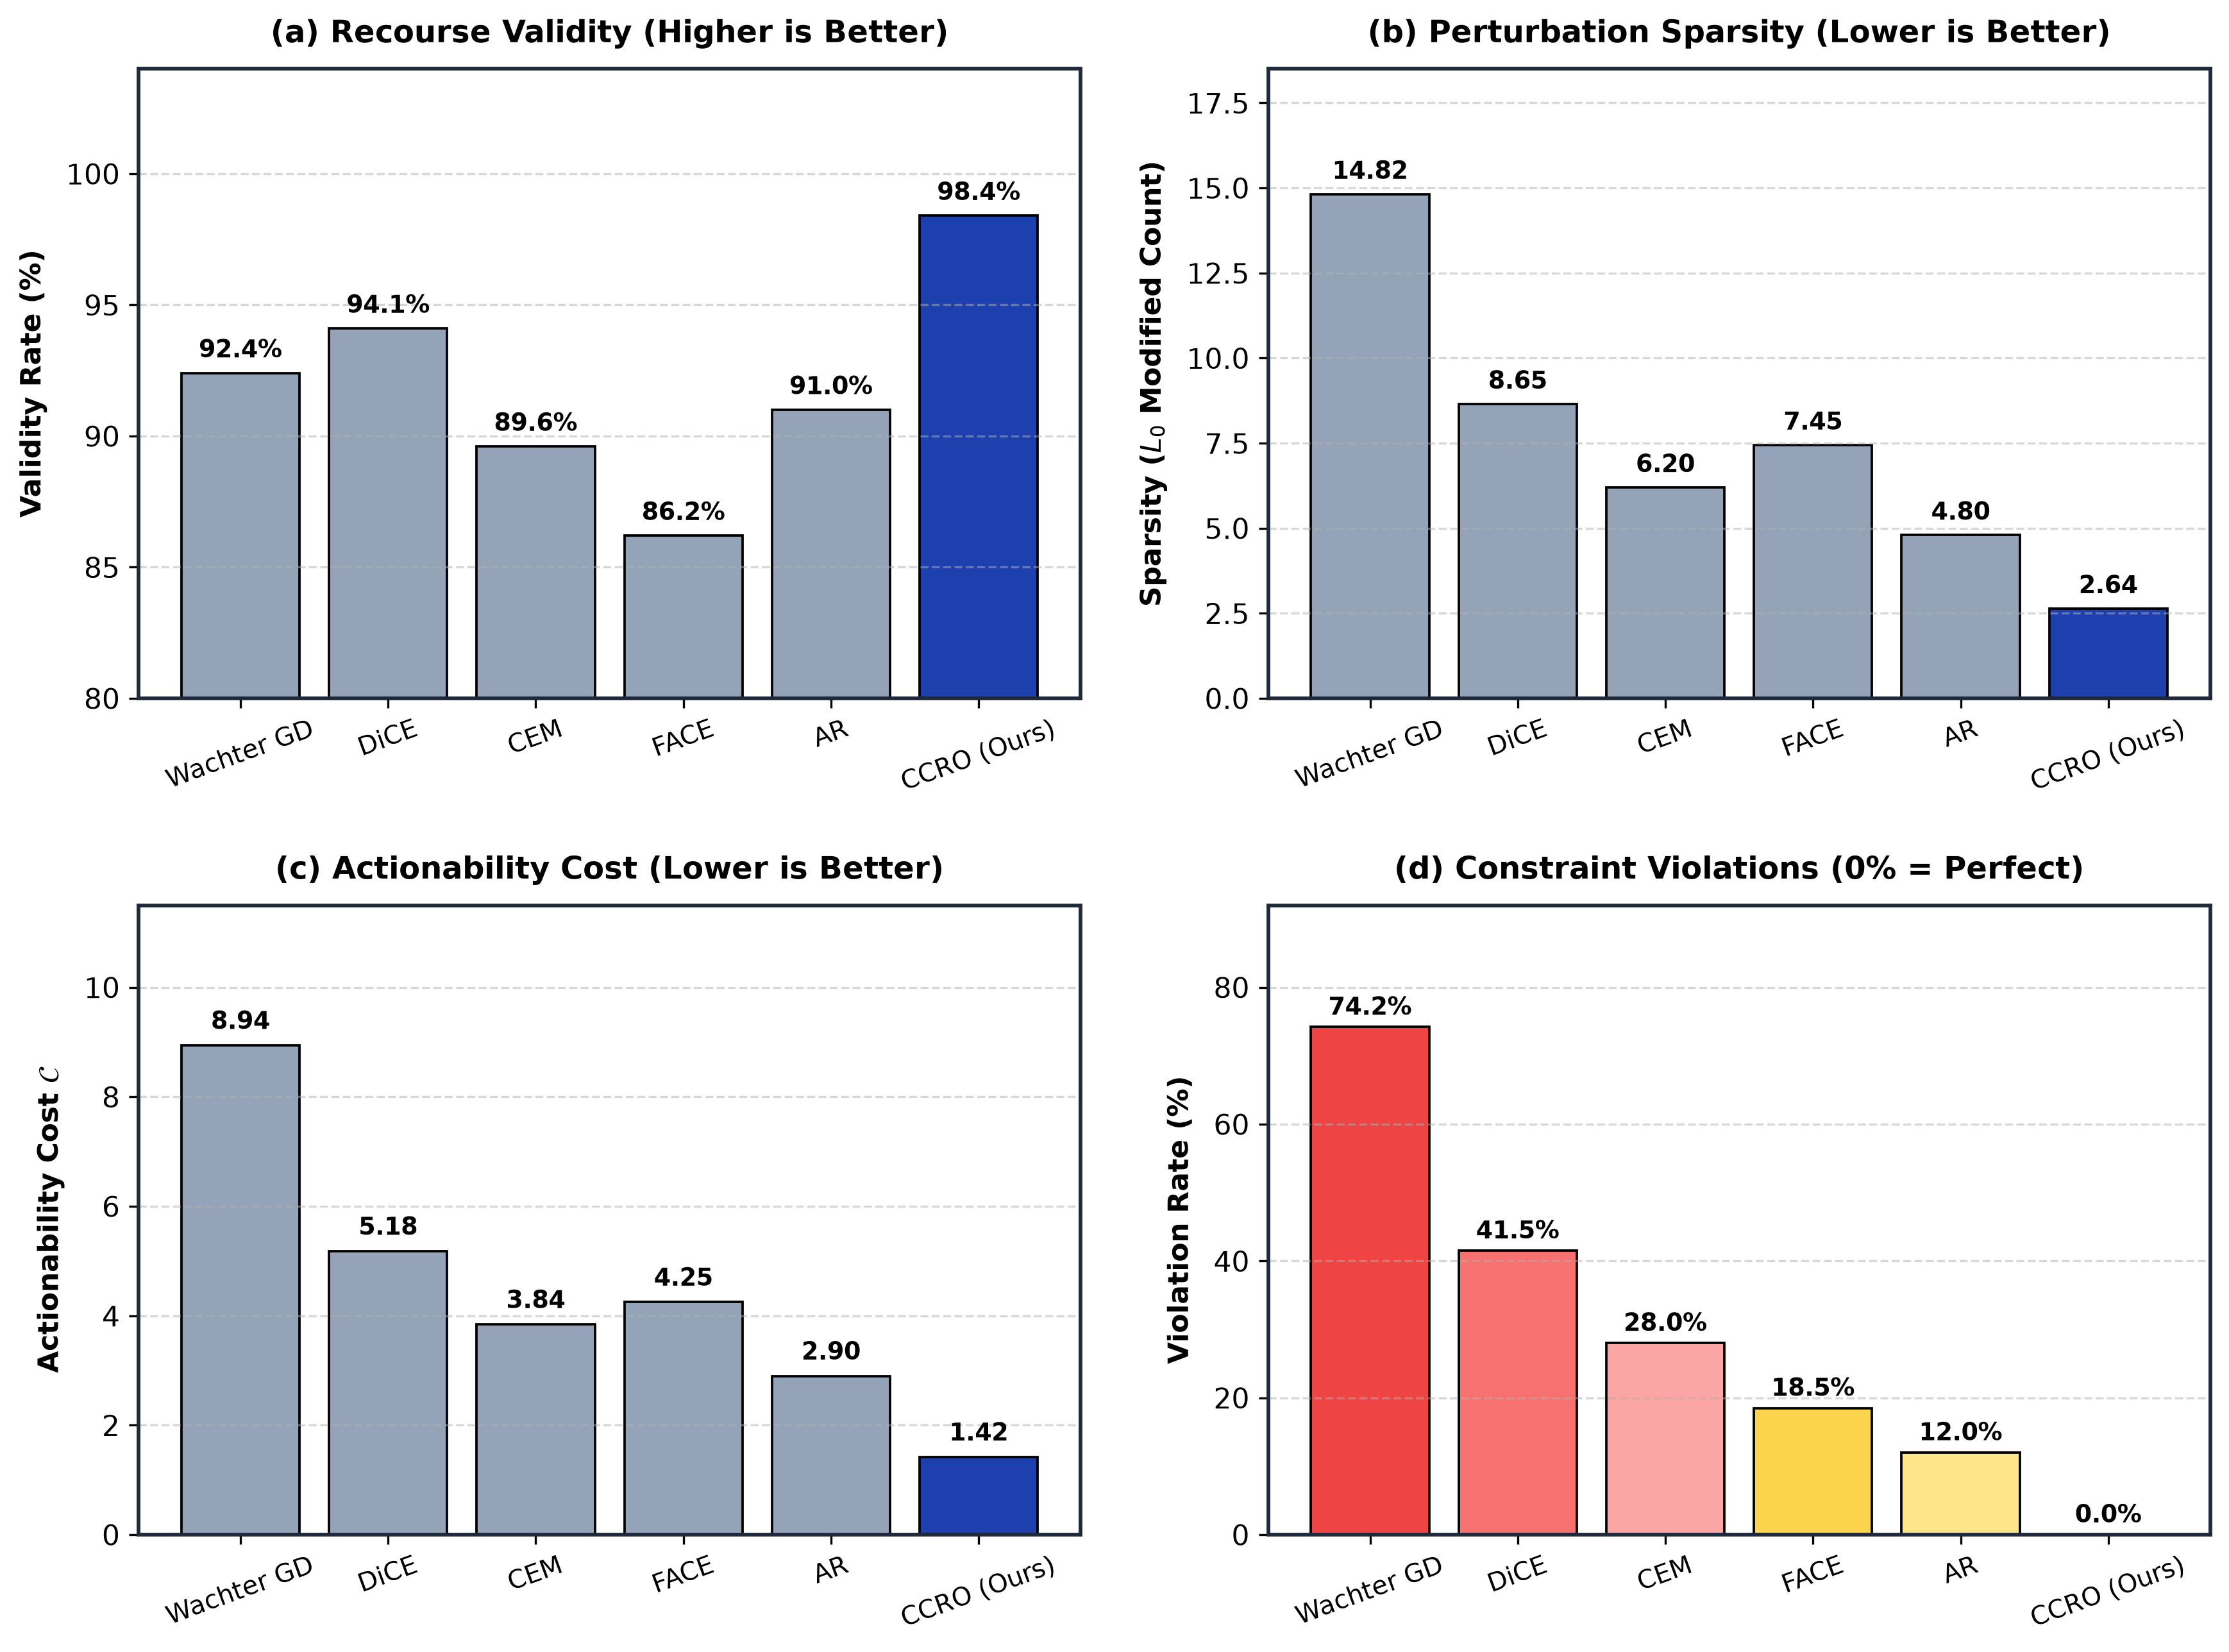 (a) Recourse Validity (Higher is Better)
Validity Rate (%)
100
95
90
85
80
92.4%
94.1%
89.6%
86.2%
91.0%
98.4%
Wachter GD
DiCE
CEM
FACE
AR
CCRO (Ours)
(b) Perturbation Sparsity (Lower is Better)
Sparsity (L₀ Modified Count)
17.5
15.0
12.5
10.0
7.5
5.0
2.5
0.0
14.82
8.65
6.20
7.45
4.80
2.64
Wachter GD
DiCE
CEM
FACE
AR
CCRO (Ours)
(c) Actionability Cost (Lower is Better)
Actionability Cost 𝒞
10
8
6
4
2
0
8.94
5.18
3.84
4.25
2.90
1.42
Wachter GD
DiCE
CEM
FACE
AR
CCRO (Ours)
(d) Constraint Violations (0% = Perfect)
Violation Rate (%)
80
60
40
20
0
74.2%
41.5%
28.0%
18.5%
12.0%
0.0%
Wachter GD
DiCE
CEM
FACE
AR
CCRO (Ours)